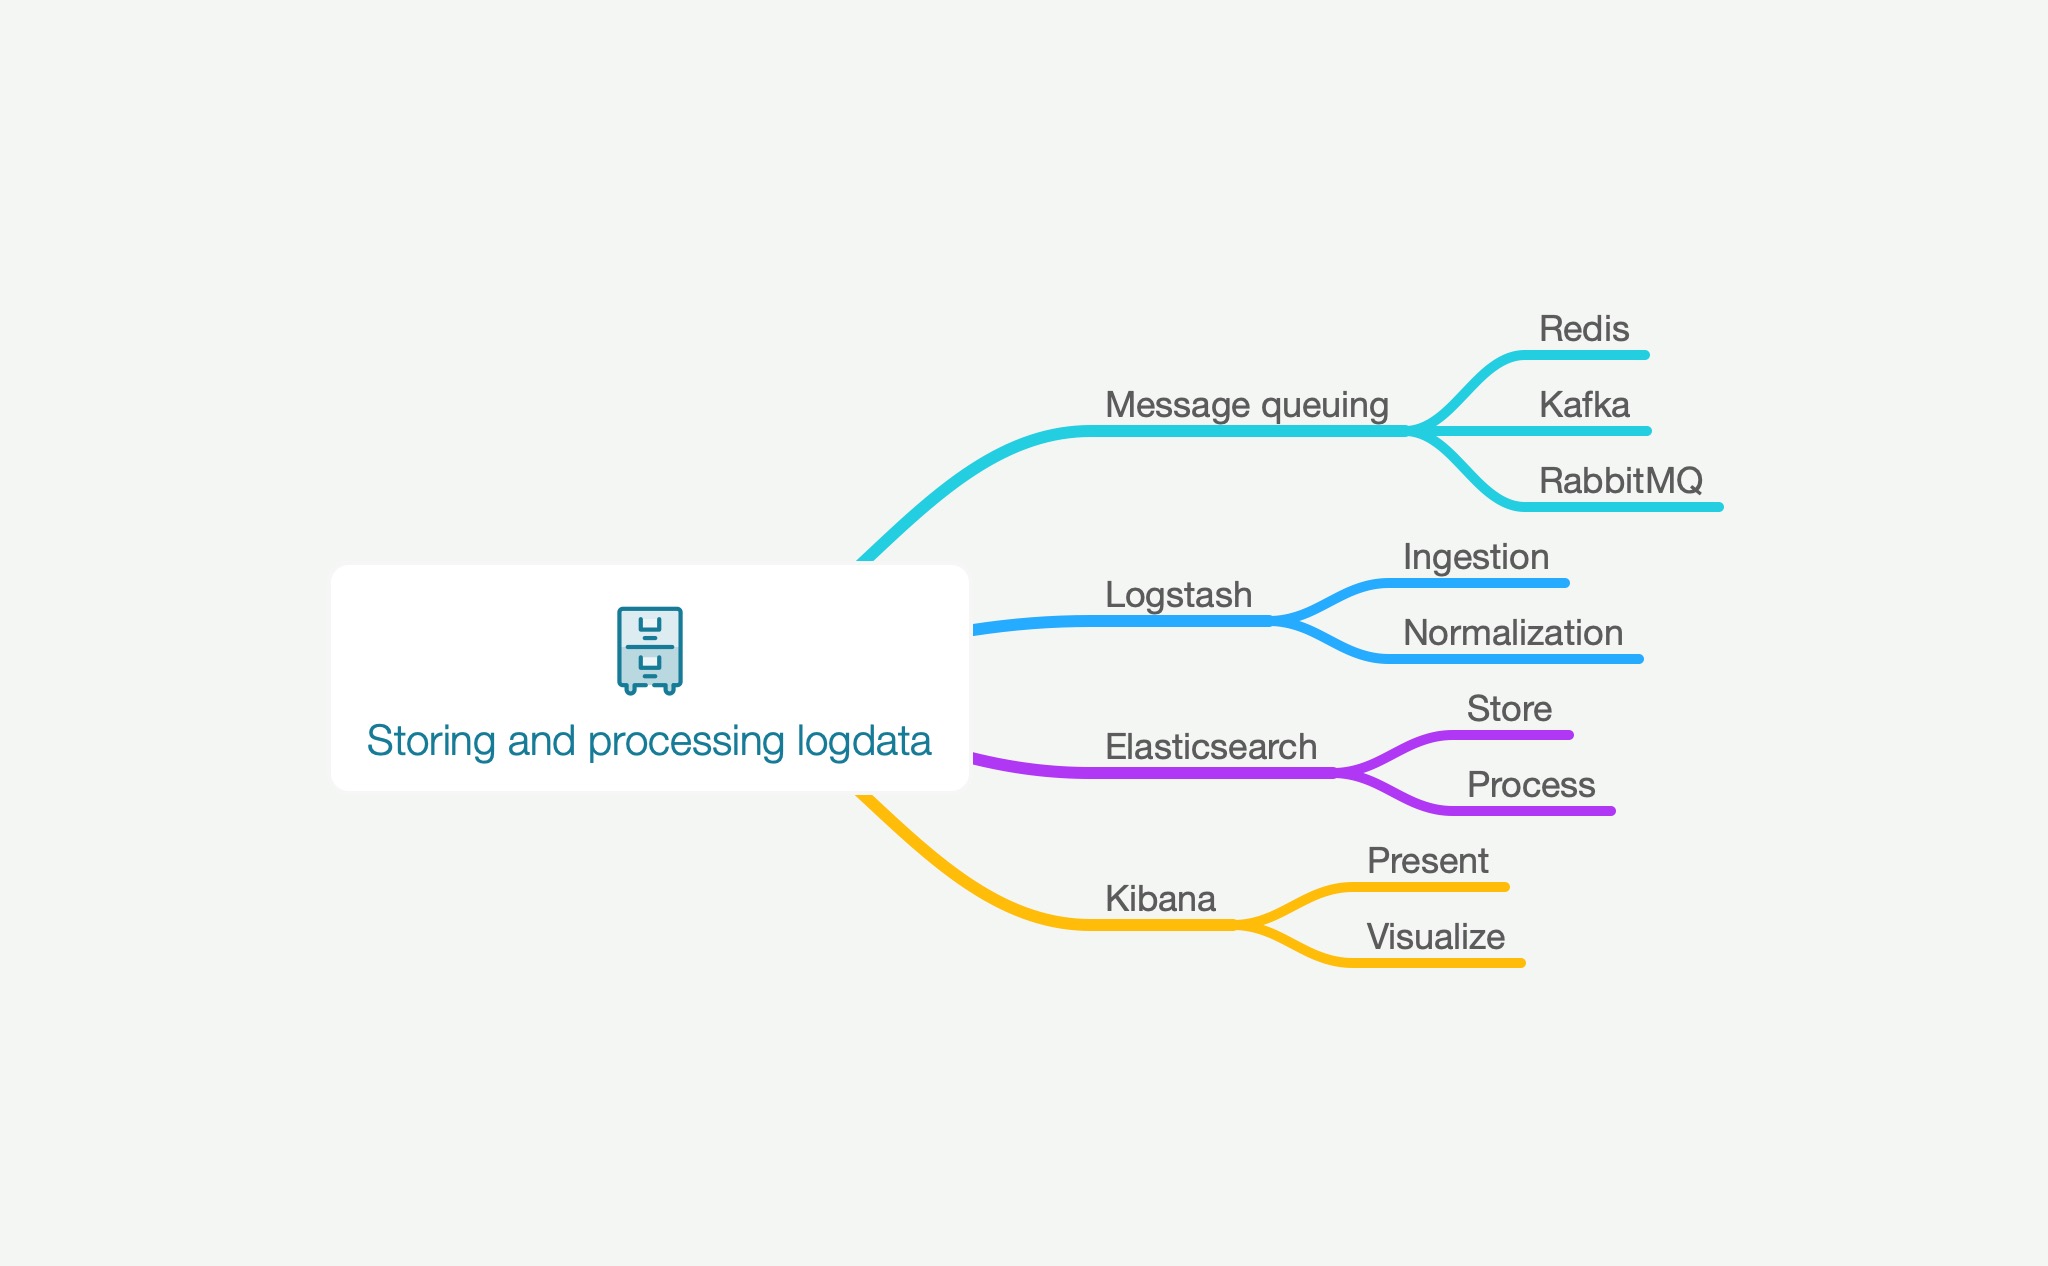 Storing and processing logdata
Message queuing
Redis
Kafka
RabbitMQ
Logstash
Ingestion
Normalization
Elasticsearch
Store
Process
Kibana
Present
Visualize